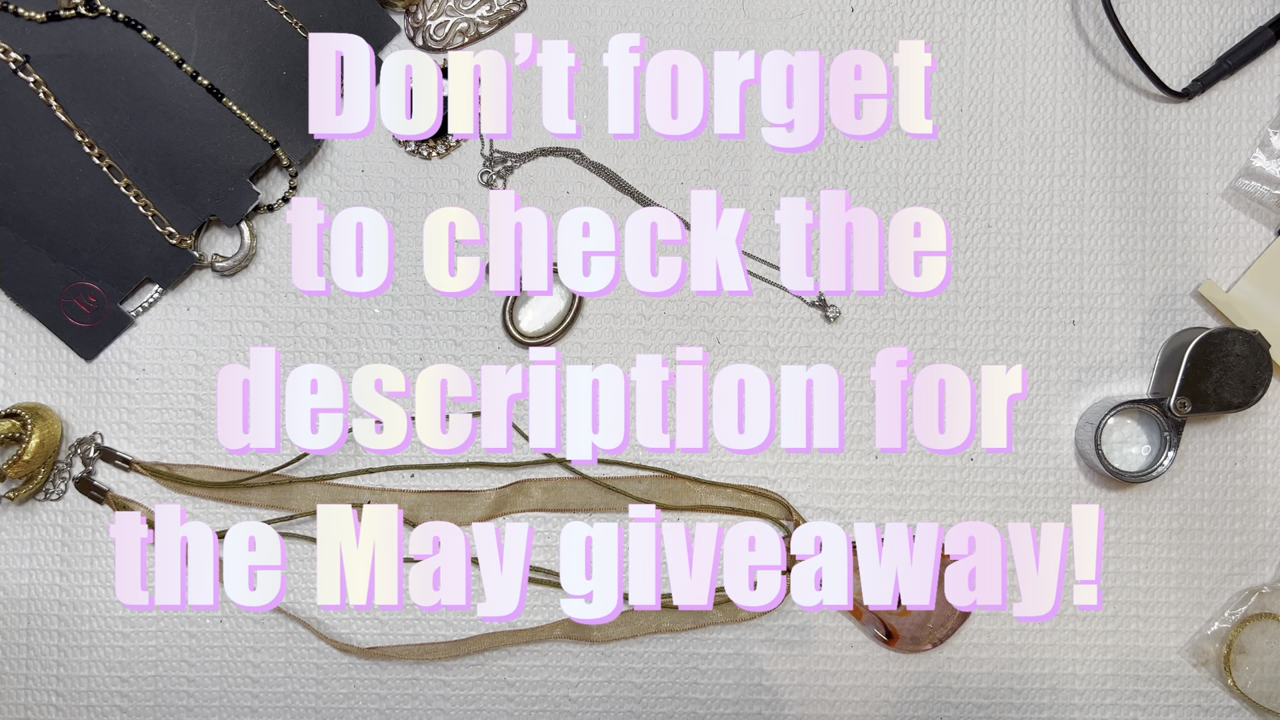 Don't forget
to check the
description for
the May giveaway!